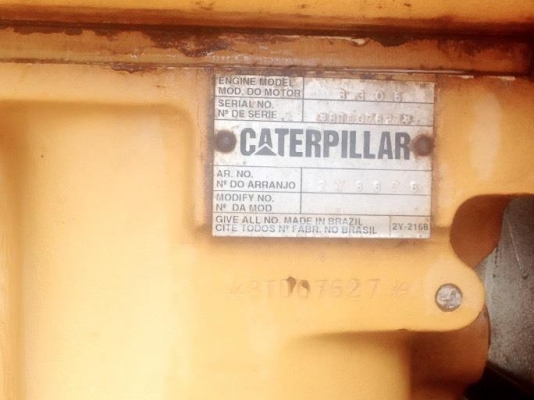 ENGINE MODEL
MOD. DO MOTOR 3306
SERIAL NO.
Nº DE SERIE
CATERPILLAR
AR. NO.
Nº DO ARRANJO
MODIFY NO.
Nº DA MOD
GIVE ALL NO. MADE IN BRAZIL
CITE TODOS Nº FABR. NO BRASIL 2Y-2168